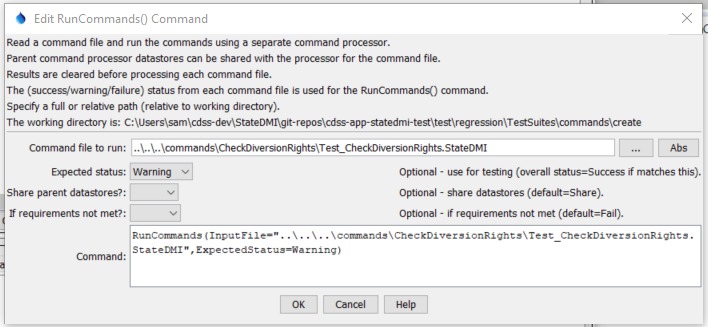 Edit RunCommands() Command
Read a command file and run the commands using a separate command processor.
Parent command processor datastores can be shared with the processor for the command file.
Results are cleared before processing each command file.
The (success/warning/failure) status from each command file is used for the RunCommands() command.
Specify a full or relative path (relative to working directory).
The working directory is: C:\Users\sam\cdss-dev\StateDMI\git-repos\cdss-app-statedmi-test\test\regression\TestSuites\commands\create
Command file to run: ..\..\..\commands\CheckDiversionRights\Test_CheckDiversionRights.StateDMI ... Abs
Expected status: Warning Optional - use for testing (overall status=Success if matches this).
Share parent datastores?: Optional - share datastores (default=Share).
If requirements not met?: Optional - if requirements not met (default=Fail).
Command: RunCommands(InputFile="..\..\..\commands\CheckDiversionRights\Test_CheckDiversionRights.
StateDMI",ExpectedStatus=Warning)
OK Cancel Help